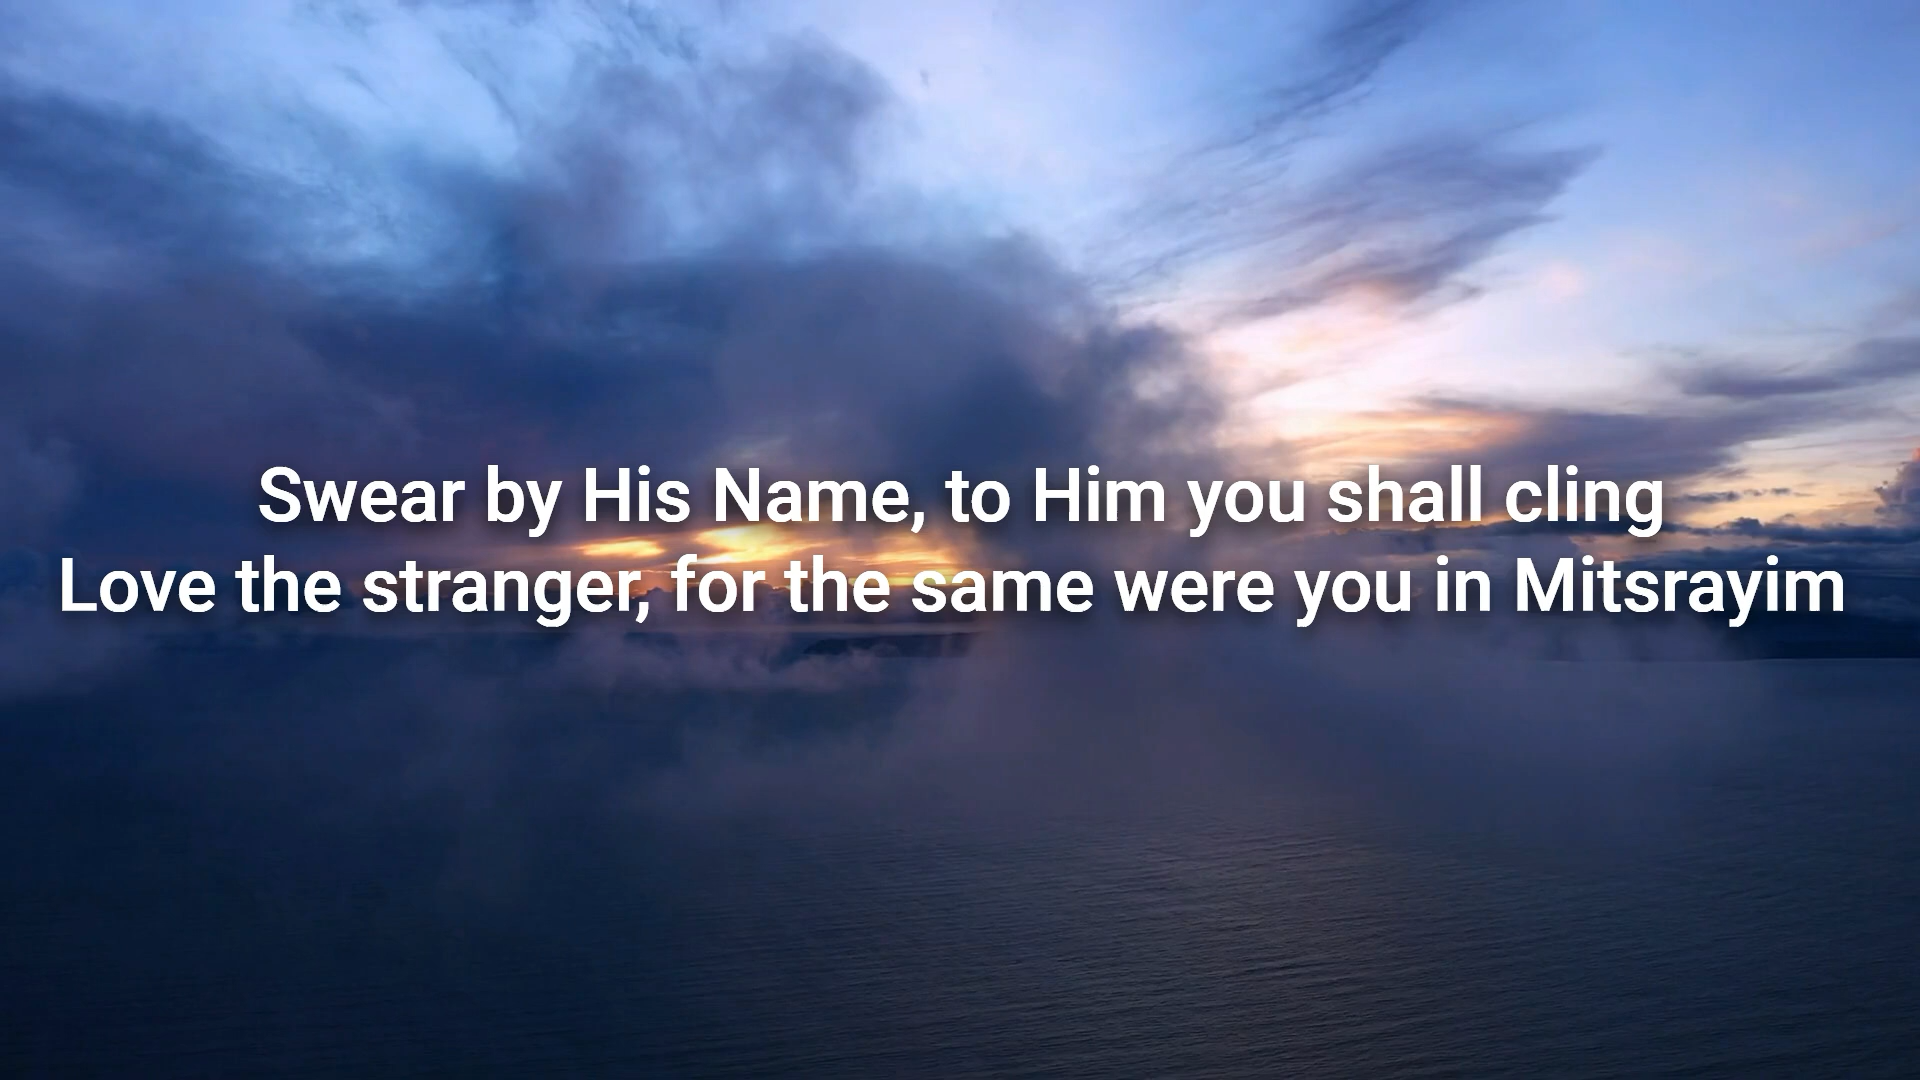 Swear by His Name, to Him you shall cling
Love the stranger, for the same were you in Mitsrayim